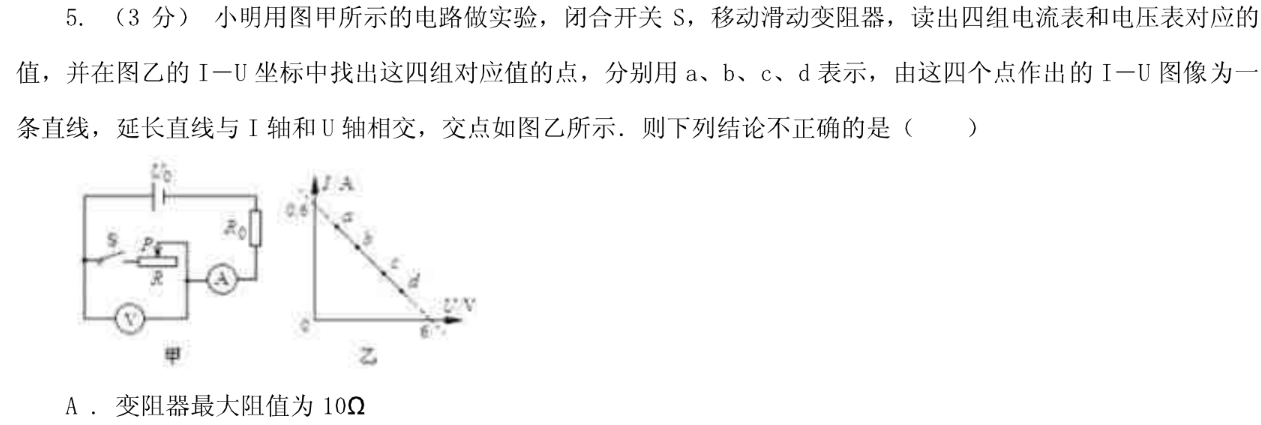 5. （3 分） 小明用图甲所示的电路做实验，闭合开关 S，移动滑动变阻器，读出四组电流表和电压表对应的
值，并在图乙的 I－U 坐标中找出这四组对应值的点，分别用 a、b、c、d 表示，由这四个点作出的 I－U 图像为一
条直线，延长直线与 I 轴和 U 轴相交，交点如图乙所示．则下列结论不正确的是（　　）
U0
R0
S
P
R
A
V
甲
I A
0.6
a
b
c
d
U V
0
6
乙
A ．变阻器最大阻值为 10Ω